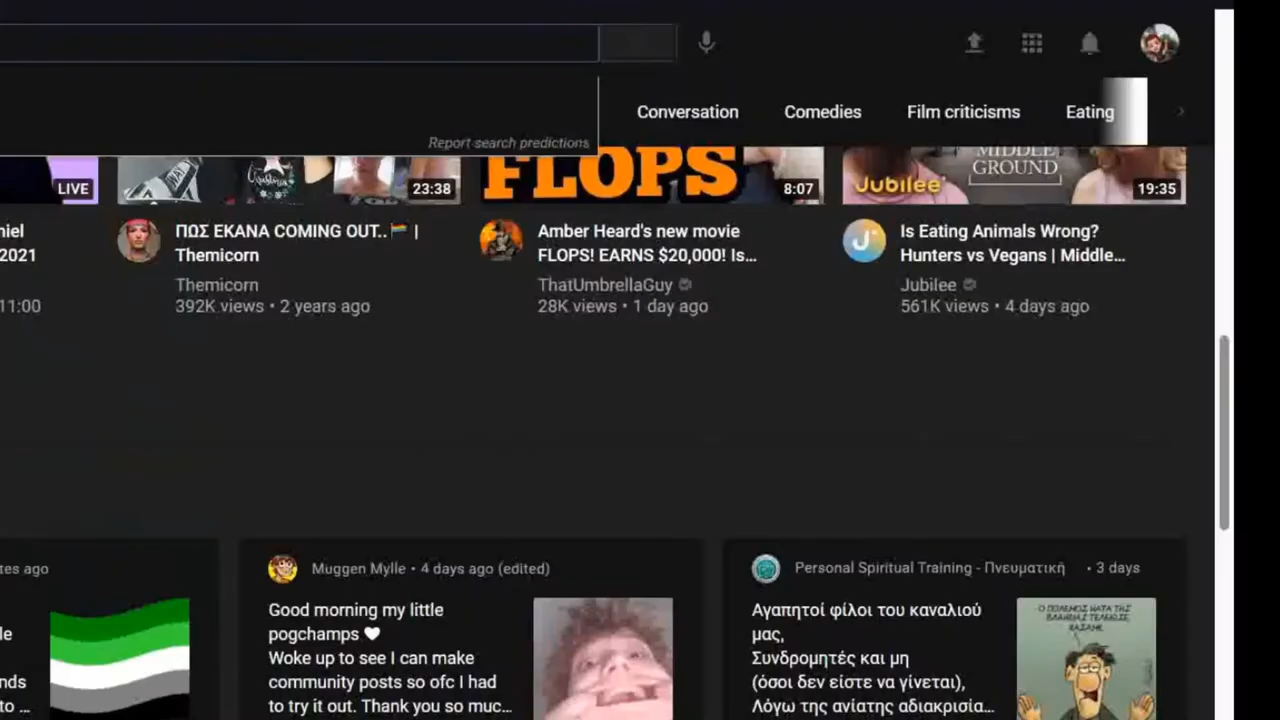 Conversation
Comedies
Film criticisms
Eating
Report search predictions
LIVE
23:38
FLOPS
8:07
Jubilee
MIDDLE
GROUND
19:35
niel
2021
11:00
ΠΩΣ ΕΚΑΝΑ COMING OUT.. |
Themicorn
Themicorn
392K views • 2 years ago
Amber Heard's new movie
FLOPS! EARNS $20,000! Is...
ThatUmbrellaGuy
28K views • 1 day ago
Is Eating Animals Wrong?
Hunters vs Vegans | Middle...
Jubilee
561K views • 4 days ago
tes ago
le
nds
to ...
Muggen Mylle • 4 days ago (edited)
Good morning my little
pogchamps
Woke up to see I can make
community posts so ofc I had
to try it out. Thank you so muc...
Personal Spiritual Training - Πνευματική • 3 days
Αγαπητοί φίλοι του καναλιού
μας,
Συνδρομητές και μη
(όσοι δεν είστε να γίνεται),
Λόγω της ανίατης αδιακρισία...
Ο ΠΟΛΕΜΟΣ ΚΑΤΑ ΤΗΣ
ΒΛΑΚΕΙΑΣ ΤΕΛΕΙΩΣΕ
ΧΑΣΑΜΕ